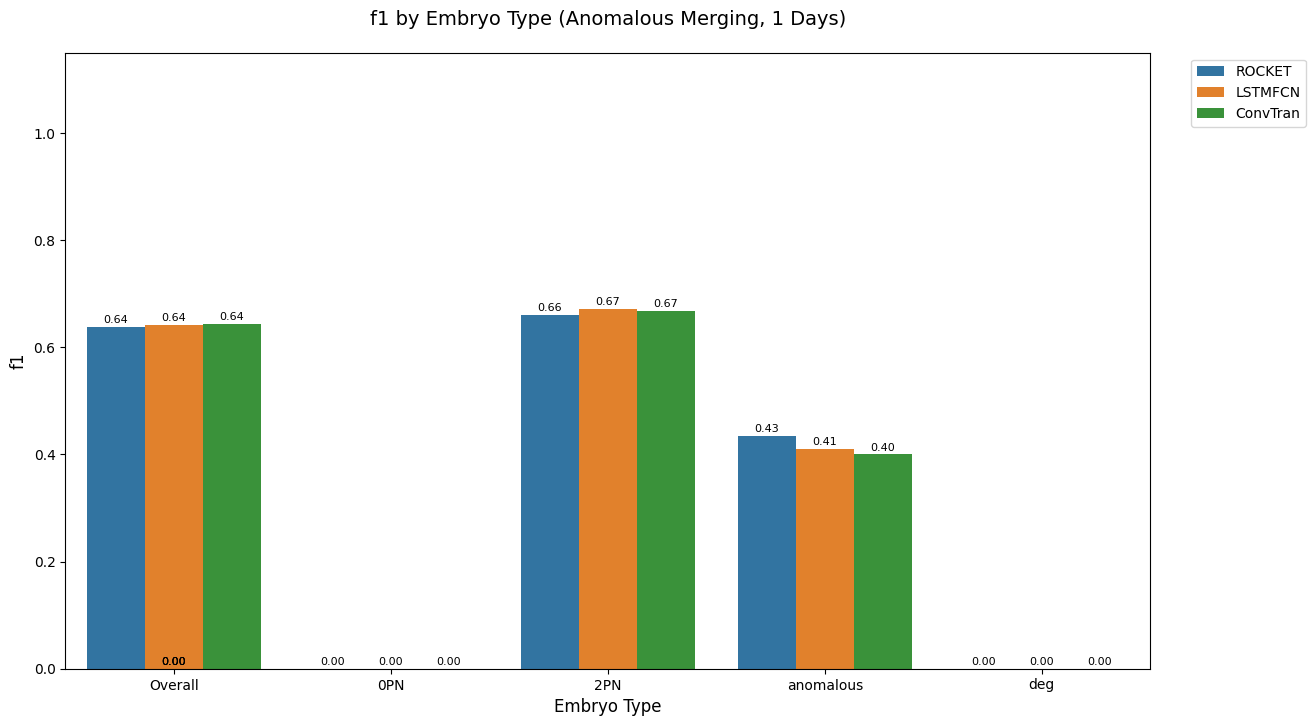 f1 by Embryo Type (Anomalous Merging, 1 Days)
ROCKET
LSTMFCN
ConvTran
f1
1.0
0.8
0.6
0.4
0.2
0.0
0.64 0.64 0.64
0.00
0.00 0.00 0.00
0.66 0.67 0.67
0.43 0.41 0.40
0.00 0.00 0.00
Overall 0PN 2PN anomalous deg
Embryo Type